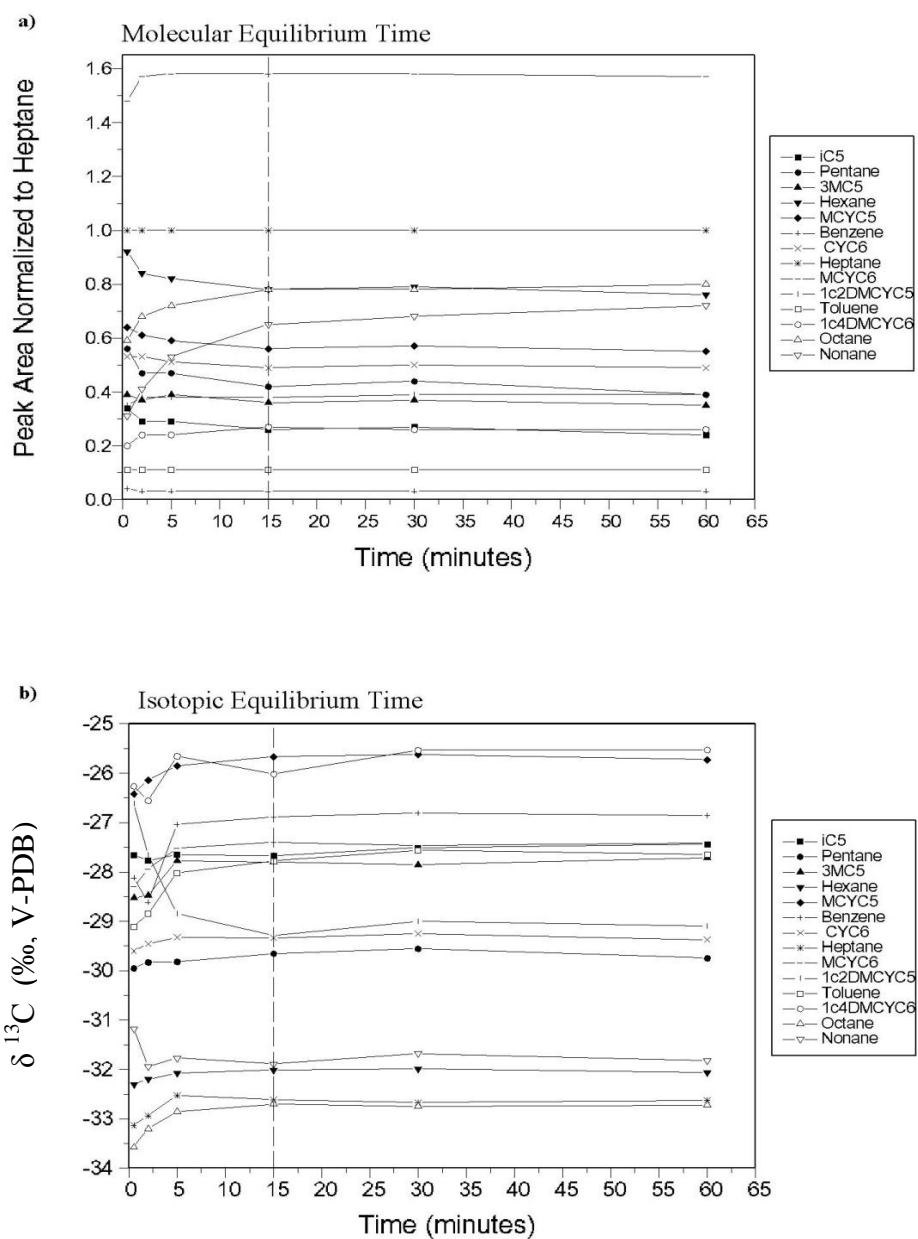 a)
Molecular Equilibrium Time
Peak Area Normalized to Heptane
1.6
1.4
1.2
1.0
0.8
0.6
0.4
0.2
0.0
0 5 10 15 20 25 30 35 40 45 50 55 60 65
Time (minutes)
iC5
Pentane
3MC5
Hexane
MCYC5
Benzene
CYC6
Heptane
MCYC6
1c2DMCYC5
Toluene
1c4DMCYC6
Octane
Nonane
b)
Isotopic Equilibrium Time
δ 13C (‰, V-PDB)
-25
-26
-27
-28
-29
-30
-31
-32
-33
-34
0 5 10 15 20 25 30 35 40 45 50 55 60 65
Time (minutes)
iC5
Pentane
3MC5
Hexane
MCYC5
Benzene
CYC6
Heptane
MCYC6
1c2DMCYC5
Toluene
1c4DMCYC6
Octane
Nonane